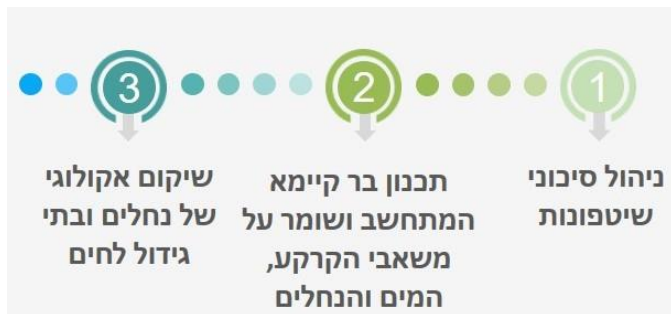 1
ניהול סיכוני
שיטפונות
2
תכנון בר קיימא
המתחשב ושומר על
משאבי הקרקע,
המים והנחלים
3
שיקום אקולוגי
של נחלים ובתי
גידול לחים